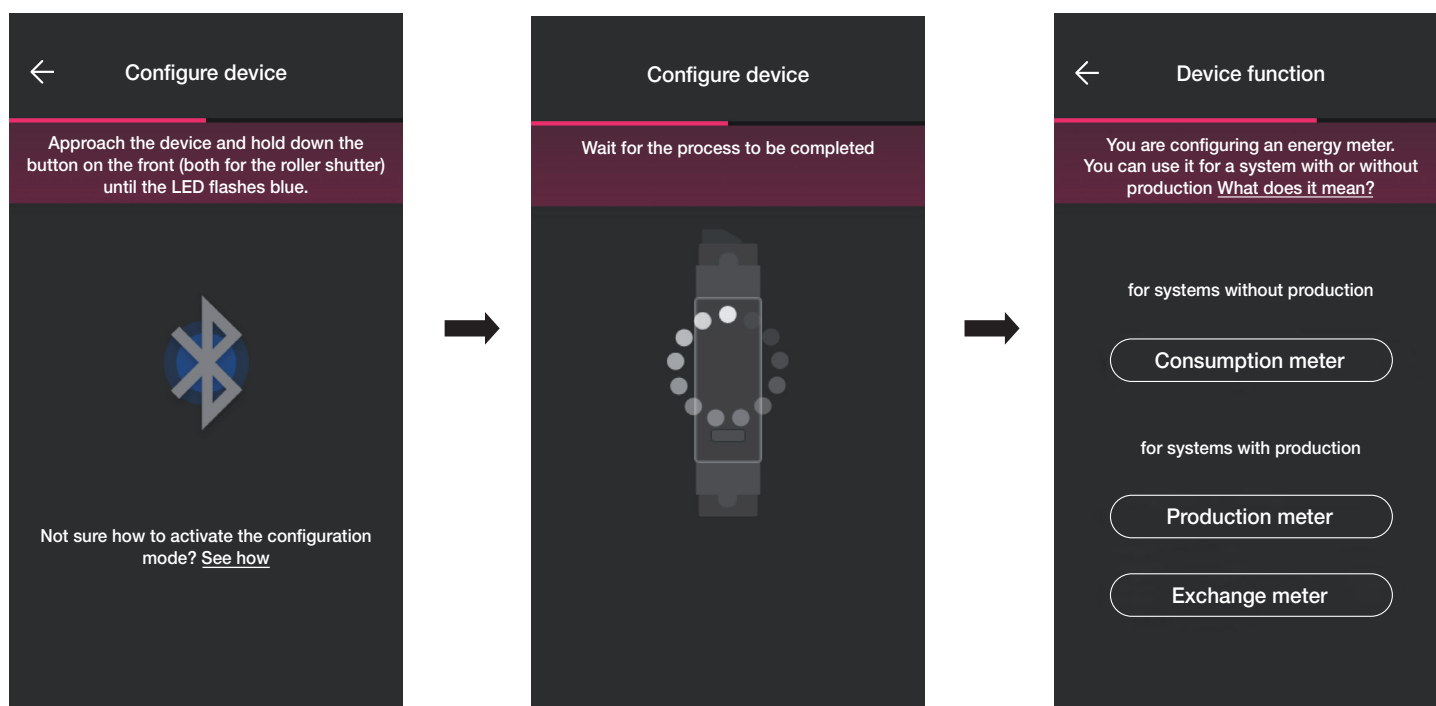 Configure device
Approach the device and hold down the
button on the front (both for the roller shutter)
until the LED flashes blue.
Not sure how to activate the configuration
mode? See how
Configure device
Wait for the process to be completed
Device function
You are configuring an energy meter.
You can use it for a system with or without
production What does it mean?
for systems without production
Consumption meter
for systems with production
Production meter
Exchange meter